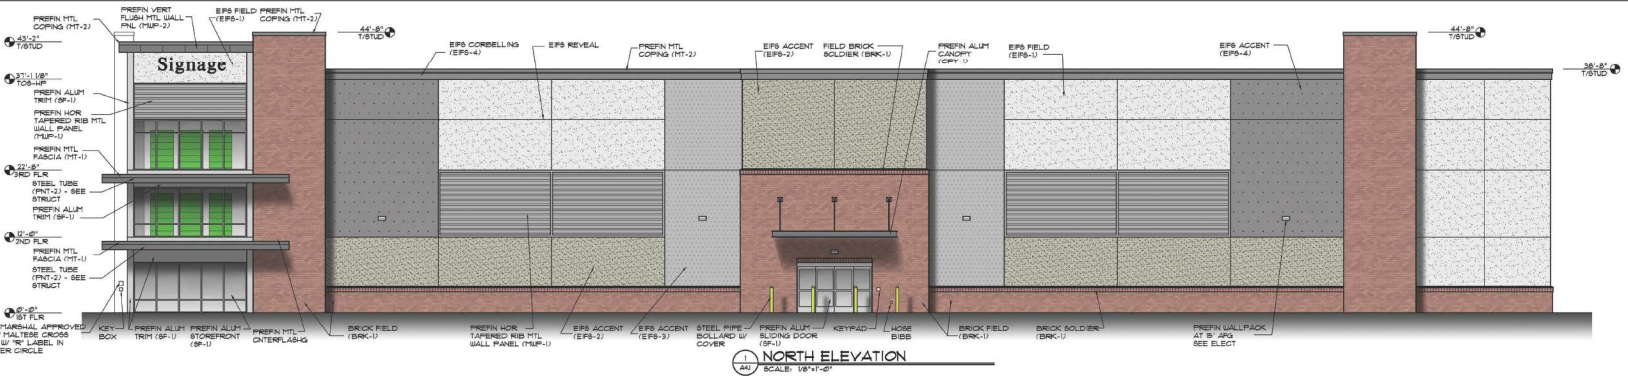 PREFIN MTL
COPING (MT-2)
PREFIN VERT
FLUSH MTL WALL
PNL (MWP-2)
EIFS FIELD
(EIFS-1)
PREFIN MTL
COPING (MT-2)
44'-8"
T/STUD
43'-2"
T/STUD
Signage
37'-1 1/8"
TOS-HP
PREFIN ALUM
TRIM (SF-1)
PREFIN HOR
TAPERED RIB MTL
WALL PANEL
(MWP-1)
PREFIN MTL
FASCIA (MT-1)
22'-8"
3RD FLR
STEEL TUBE
(PNT-2) - SEE
STRUCT
PREFIN ALUM
TRIM (SF-1)
12'-0"
2ND FLR
PREFIN MTL
FASCIA (MT-1)
STEEL TUBE
(PNT-2) - SEE
STRUCT
0'-0"
1ST FLR
MARSHAL APPROVED
MALTESE CROSS
W/ "R" LABEL IN
ER CIRCLE
EIFS CORBELLING
(EIFS-4)
EIFS REVEAL
PREFIN MTL
COPING (MT-2)
EIFS ACCENT
(EIFS-2)
FIELD BRICK
SOLDIER (BRK-1)
PREFIN ALUM
CANOPY
(CPY-1)
EIFS FIELD
(EIFS-1)
EIFS ACCENT
(EIFS-4)
44'-8"
T/STUD
38'-8"
T/STUD
KEY
BOX
PREFIN ALUM
TRIM (SF-1)
PREFIN ALUM
STOREFRONT
(SF-1)
PREFIN MTL
CNTERFLASHG
BRICK FIELD
(BRK-1)
PREFIN HOR
TAPERED RIB MTL
WALL PANEL (MWP-1)
EIFS ACCENT
(EIFS-2)
EIFS ACCENT
(EIFS-3)
STEEL PIPE
BOLLARD W/
COVER
PREFIN ALUM
SLIDING DOOR
(SF-1)
KEYPAD
HOSE
BIBB
BRICK FIELD
(BRK-1)
BRICK SOLDIER
(BRK-1)
PREFIN WALLPACK
AT 15' AFG
SEE ELECT
1
A4.1
NORTH ELEVATION
SCALE: 1/8"=1'-0"